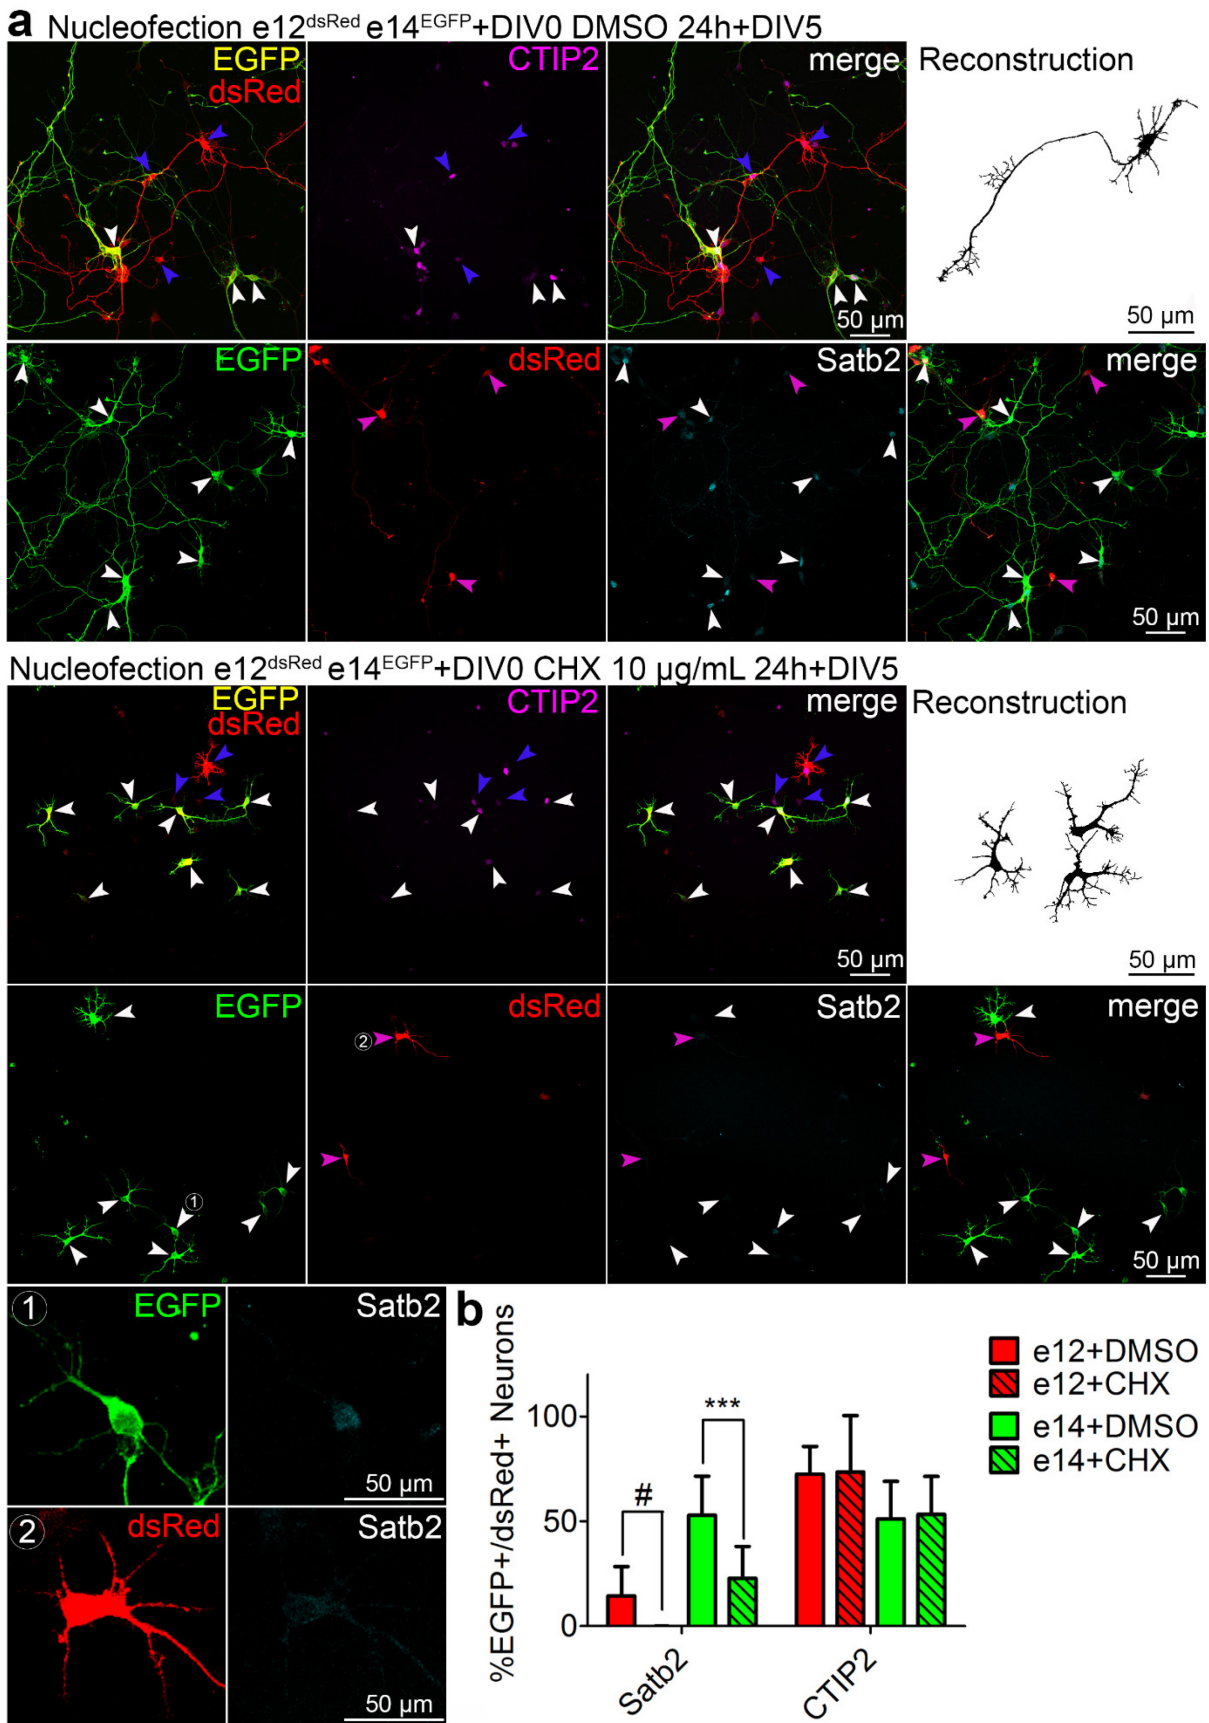 a Nucleofection e12dsRed e14EGFP+DIV0 DMSO 24h+DIV5
EGFP
dsRed
CTIP2
merge
Reconstruction
50 µm
50 µm
EGFP
dsRed
Satb2
merge
50 µm
Nucleofection e12dsRed e14EGFP+DIV0 CHX 10 µg/mL 24h+DIV5
EGFP
dsRed
CTIP2
merge
Reconstruction
50 µm
50 µm
EGFP
dsRed
Satb2
merge
2
1
50 µm
1
EGFP
Satb2
50 µm
2
dsRed
Satb2
50 µm
b
%EGFP+/dsRed+ Neurons
100
50
0
#
***
Satb2
CTIP2
e12+DMSO
e12+CHX
e14+DMSO
e14+CHX